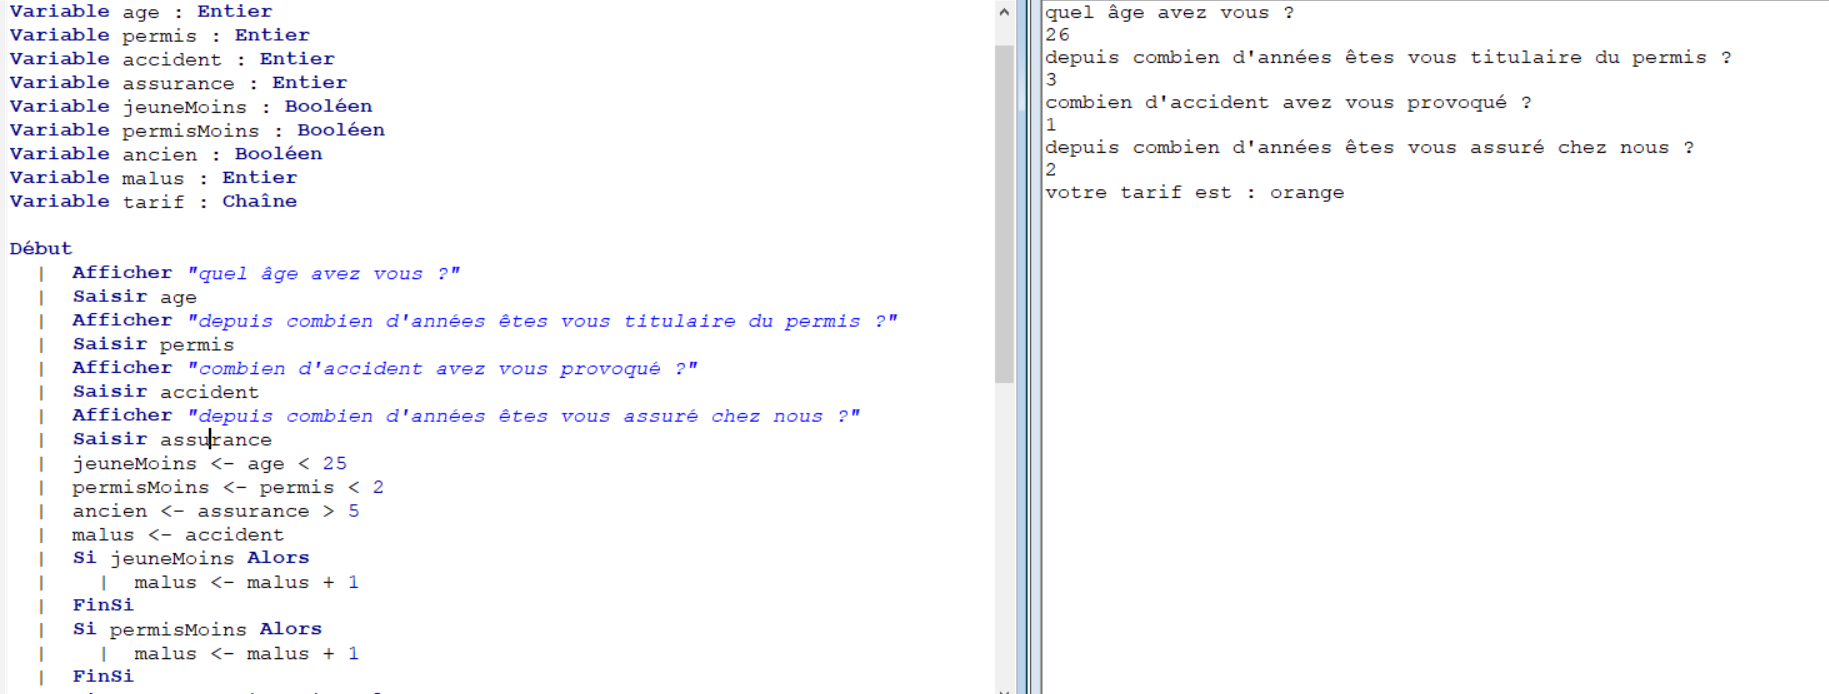 Variable age : Entier
Variable permis : Entier
Variable accident : Entier
Variable assurance : Entier
Variable jeuneMoins : Booléen
Variable permisMoins : Booléen
Variable ancien : Booléen
Variable malus : Entier
Variable tarif : Chaîne
Début
| Afficher "quel âge avez vous ?"
| Saisir age
| Afficher "depuis combien d'années êtes vous titulaire du permis ?"
| Saisir permis
| Afficher "combien d'accident avez vous provoqué ?"
| Saisir accident
| Afficher "depuis combien d'années êtes vous assuré chez nous ?"
| Saisir assurance
| jeuneMoins <- age < 25
| permisMoins <- permis < 2
| ancien <- assurance > 5
| malus <- accident
| Si jeuneMoins Alors
| | malus <- malus + 1
| FinSi
| Si permisMoins Alors
| | malus <- malus + 1
| FinSi
quel âge avez vous ?
26
depuis combien d'années êtes vous titulaire du permis ?
3
combien d'accident avez vous provoqué ?
1
depuis combien d'années êtes vous assuré chez nous ?
2
votre tarif est : orange